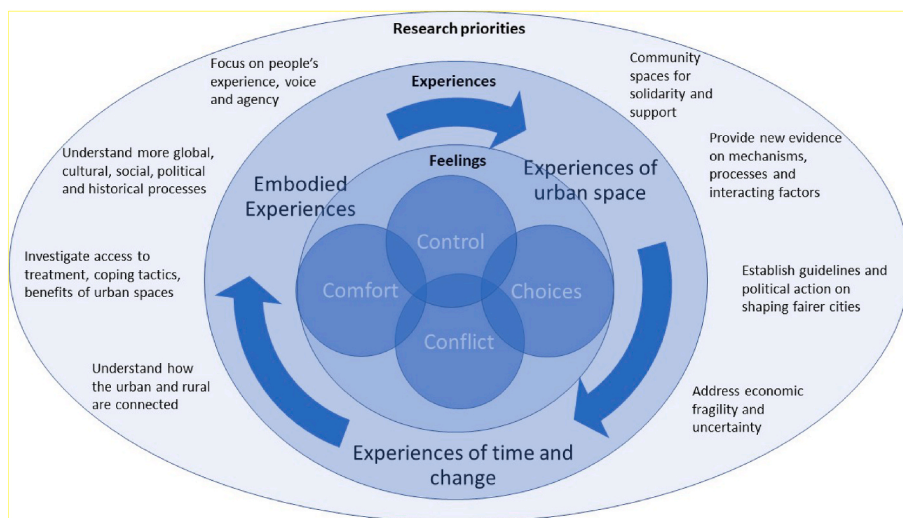 Research priorities
Focus on people's
experience, voice
and agency
Understand more global,
cultural, social, political
and historical processes
Investigate access to
treatment, coping tactics,
benefits of urban spaces
Understand how
the urban and rural
are connected
Community
spaces for
solidarity and
support
Provide new evidence
on mechanisms,
processes and
interacting factors
Establish guidelines and
political action on
shaping fairer cities
Address economic
fragility and
uncertainty
Experiences
Embodied
Experiences
Experiences of
urban space
Experiences of time and
change
Feelings
Control
Comfort
Choices
Conflict